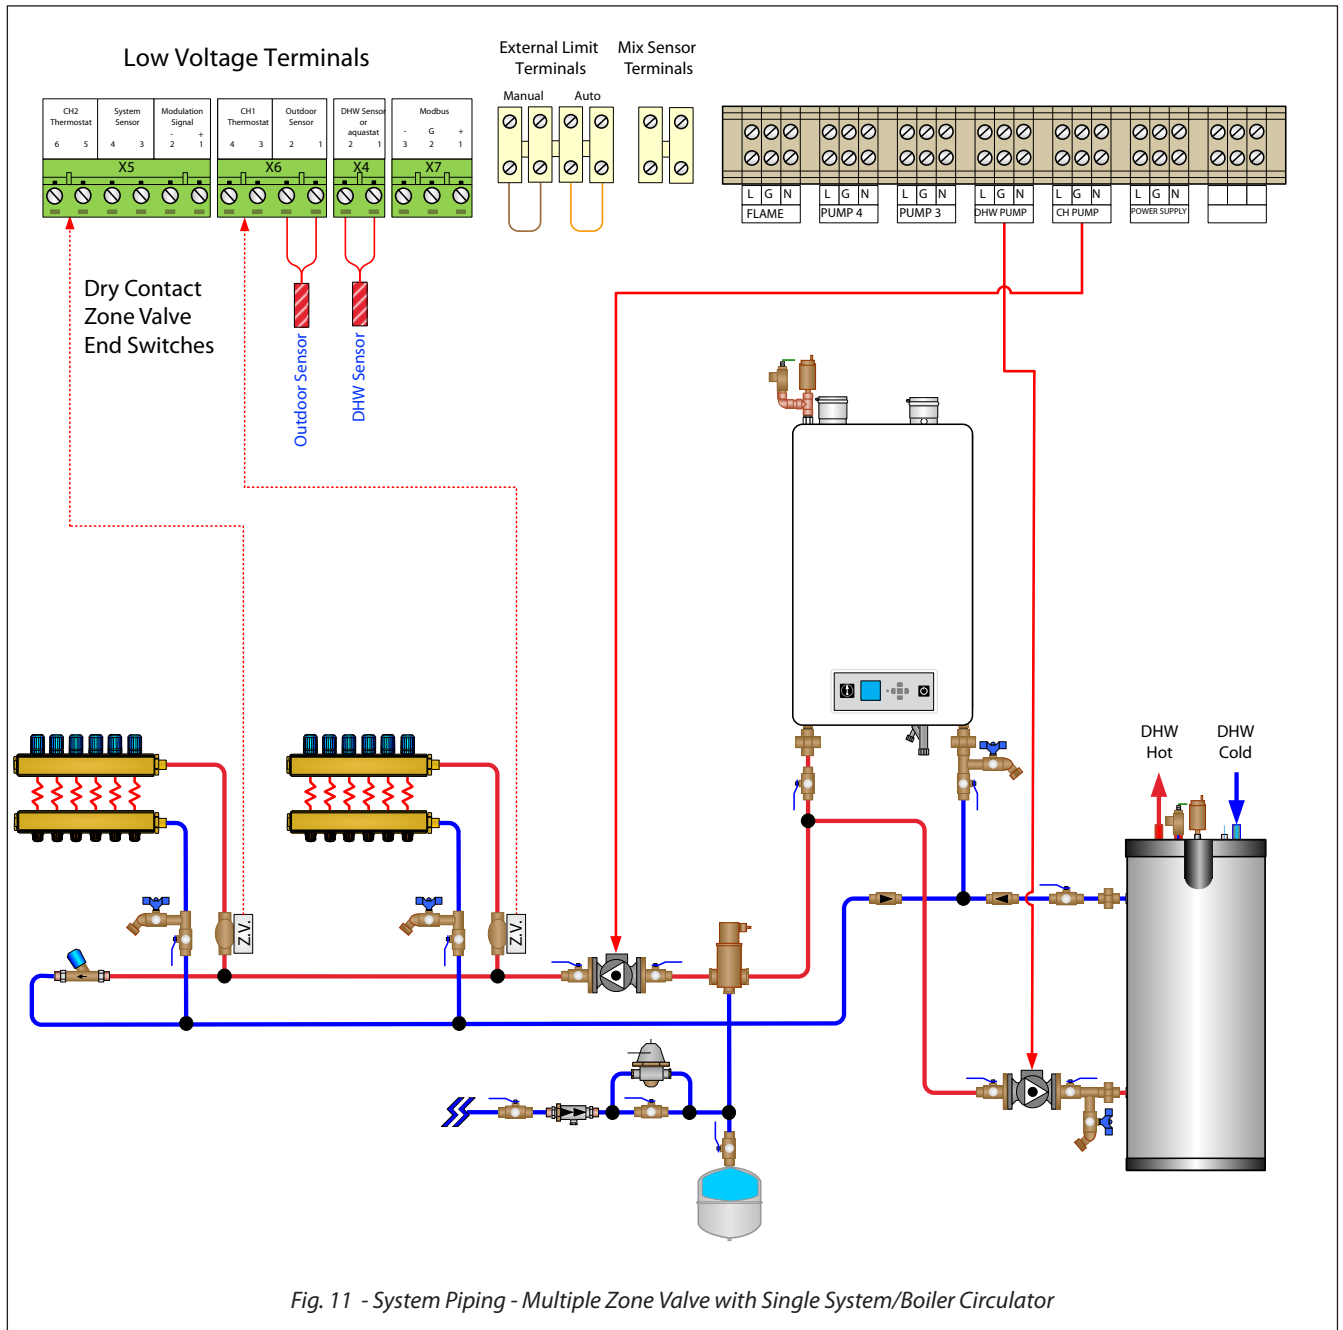 Low Voltage Terminals
External Limit
Terminals
Mix Sensor
Terminals
Manual Auto
CH2
Thermostat
6 5
System
Sensor
4 3
Modulation
Signal
- +
2 1
X5
CH1
Thermostat
4 3
Outdoor
Sensor
2 1
X6
DHW Sensor
or
aquastat
2 1
X4
Modbus
- G +
3 2 1
X7
L G N
FLAME
L G N
PUMP 4
L G N
PUMP 3
L G N
DHW PUMP
L G N
CH PUMP
L G N
POWER SUPPLY
Dry Contact
Zone Valve
End Switches
Outdoor Sensor
DHW Sensor
DHW
Hot
DHW
Cold
Z.V.
Z.V.
Fig. 11 - System Piping - Multiple Zone Valve with Single System/Boiler Circulator